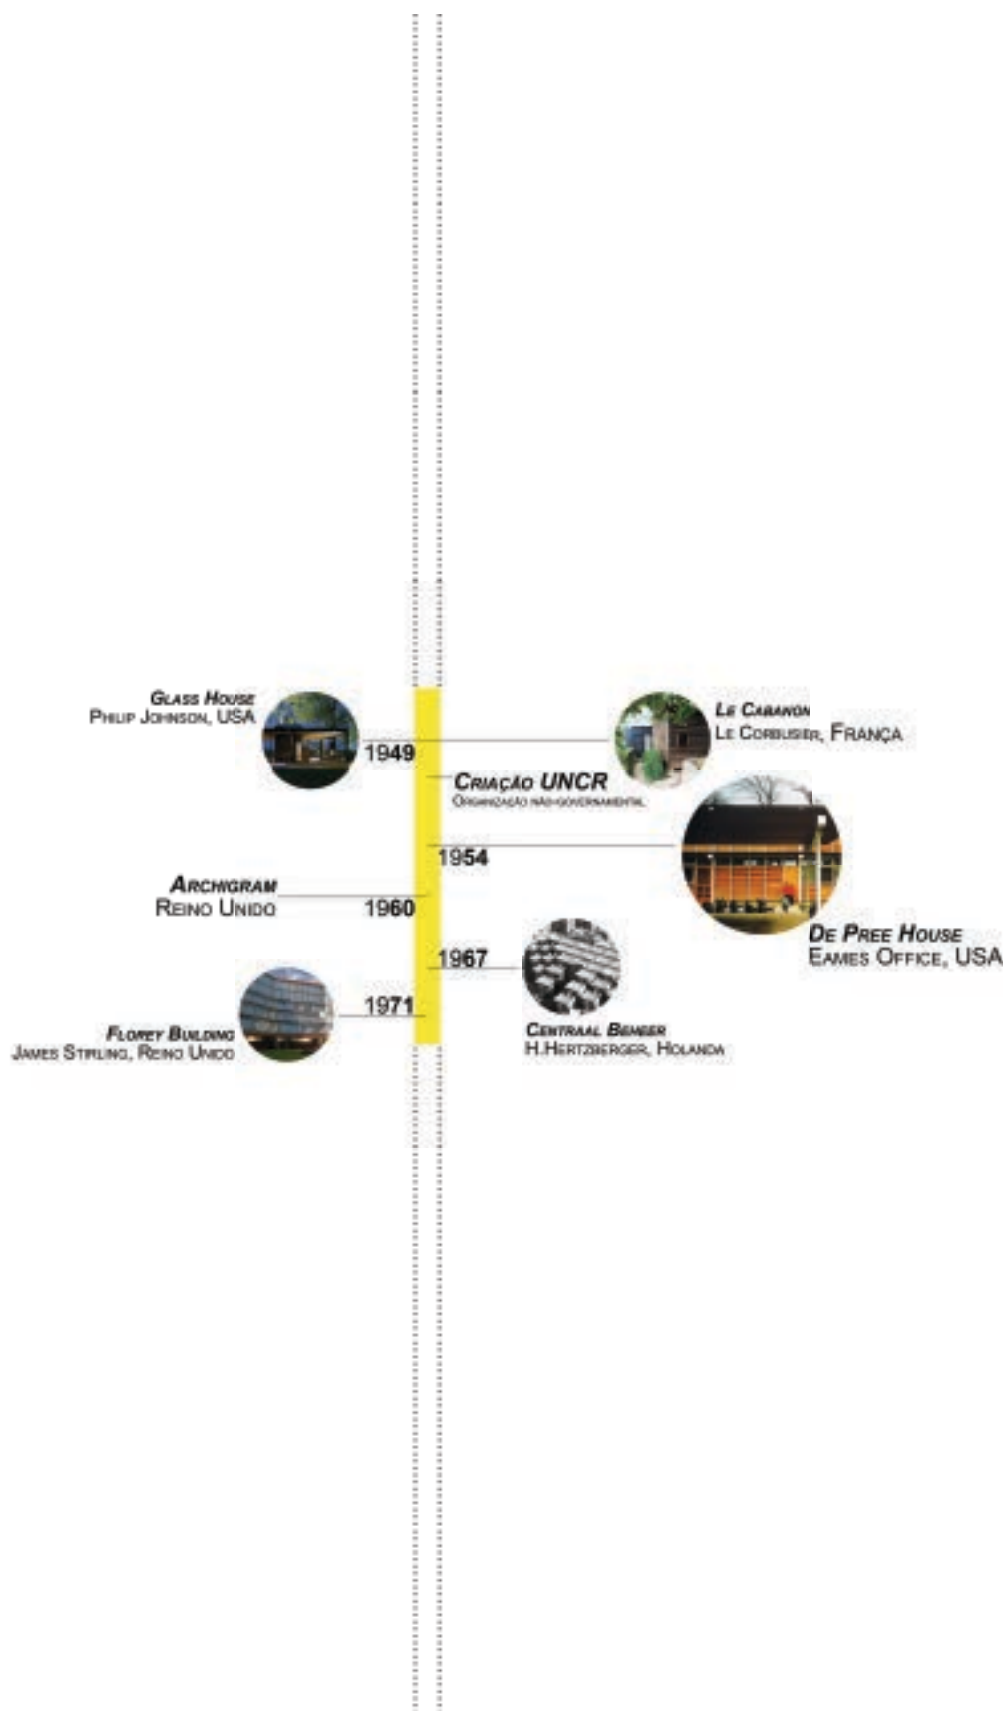 Glass House
Philip Johnson, USA
Le Cabanon
Le Corbusier, França
1949
Criação UNCR
Organização não-governamental
1954
Archigram
Reino Unido
1960
De Pree House
Eames Office, USA
1967
Centraal Beheer
H.Hertzberger, Holanda
1971
Florey Building
James Stirling, Reino Unido